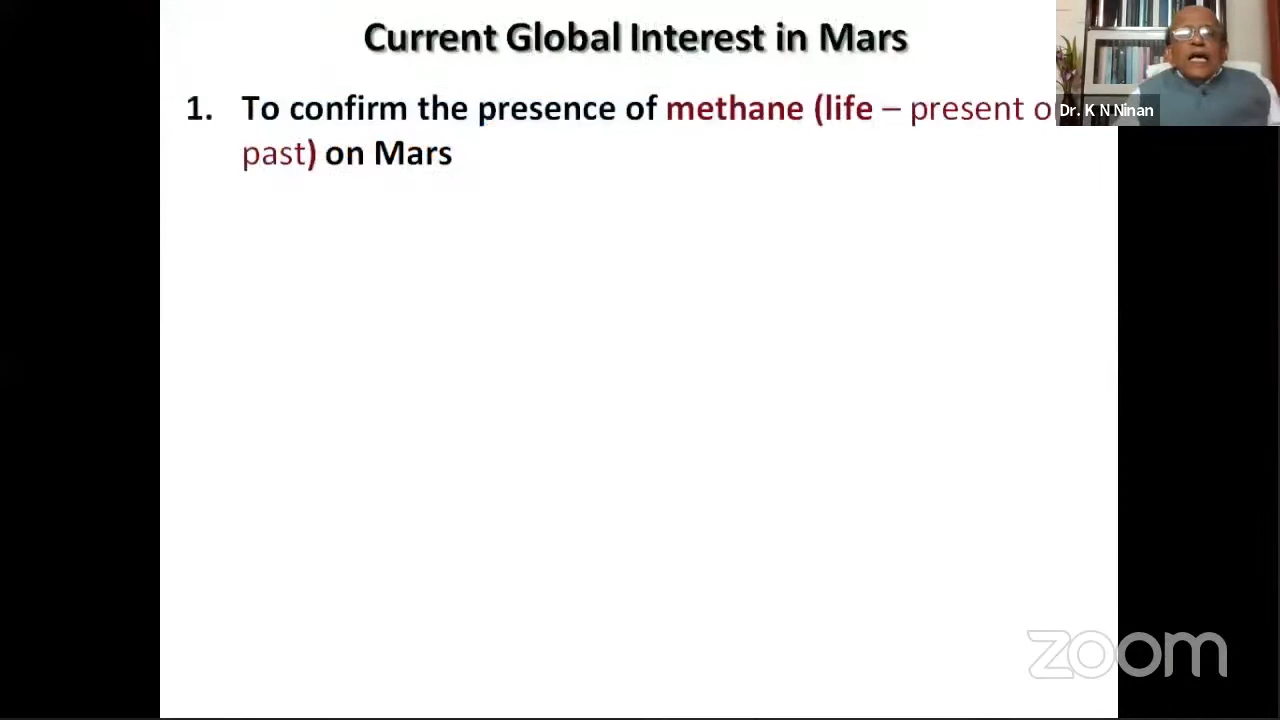 Current Global Interest in Mars
1. To confirm the presence of methane (life – present
past) on Mars
Dr. K N Ninan
zoom